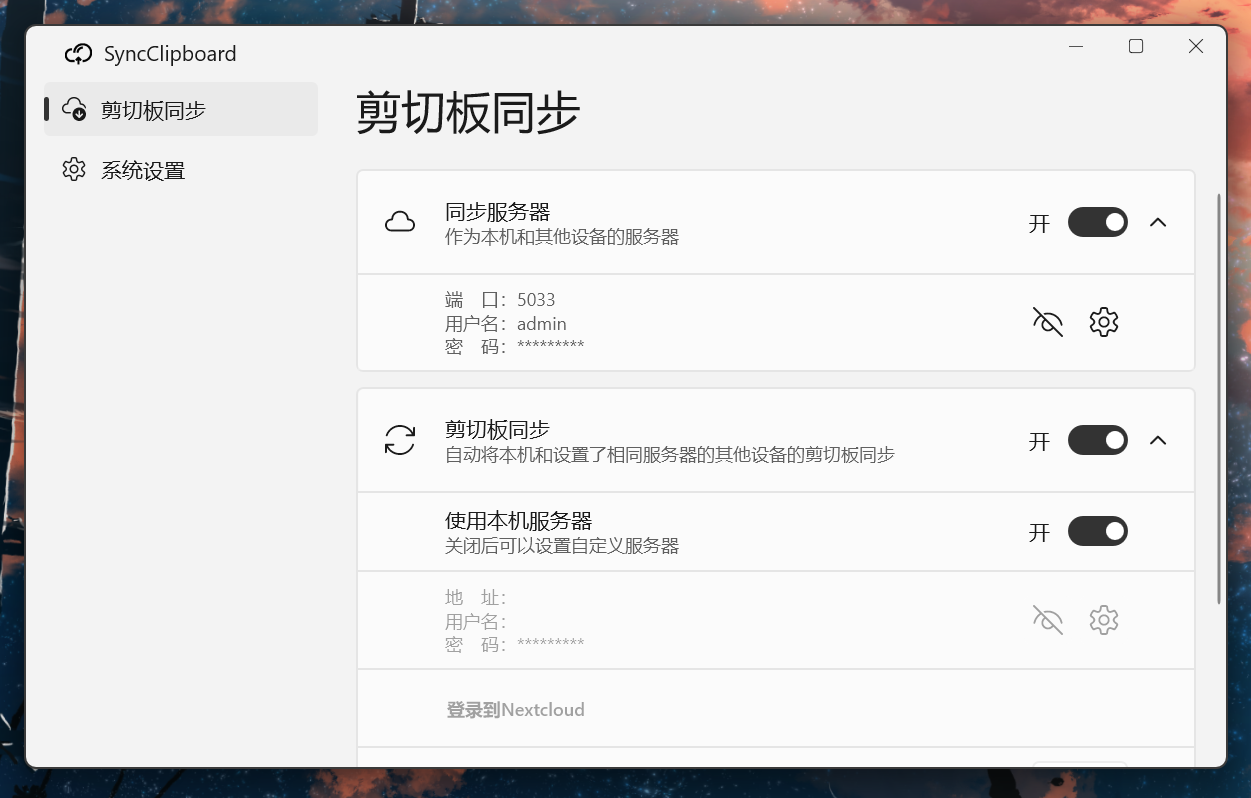 SyncClipboard
剪切板同步
系统设置
剪切板同步
同步服务器
作为本机和其他设备的服务器
开
端 口：5033
用户名：admin
密 码：*********
剪切板同步
自动将本机和设置了相同服务器的其他设备的剪切板同步
开
使用本机服务器
关闭后可以设置自定义服务器
开
地 址：
用户名：
密 码：*********
登录到Nextcloud